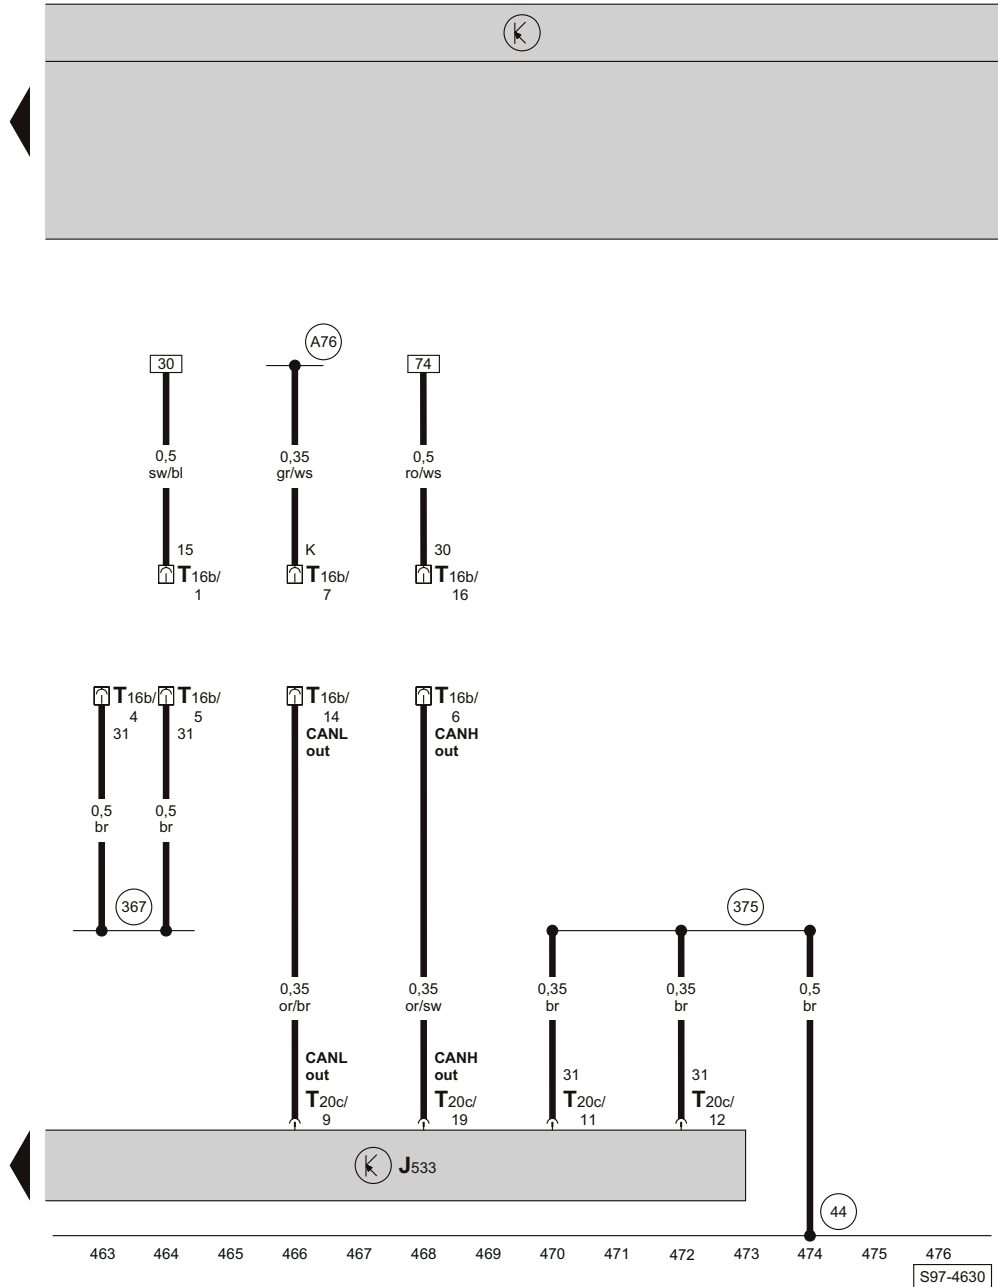 A76
30
74
0,5
0,35
0,5
sw/bl
gr/ws
ro/ws
15
K
30
T16b/
T16b/
T16b/
1
7
16
T16b/
T16b/
T16b/
T16b/
4
5
14
6
31
31
CANL
CANH
out
out
0,5
0,5
br
br
367
375
0,35
0,35
0,35
0,35
0,5
or/br
or/sw
br
br
br
CANL
CANH
out
out
31
31
T20c/
T20c/
T20c/
T20c/
9
19
11
12
J533
44
463 464 465 466 467 468 469 470 471 472 473 474 475 476
S97-4630